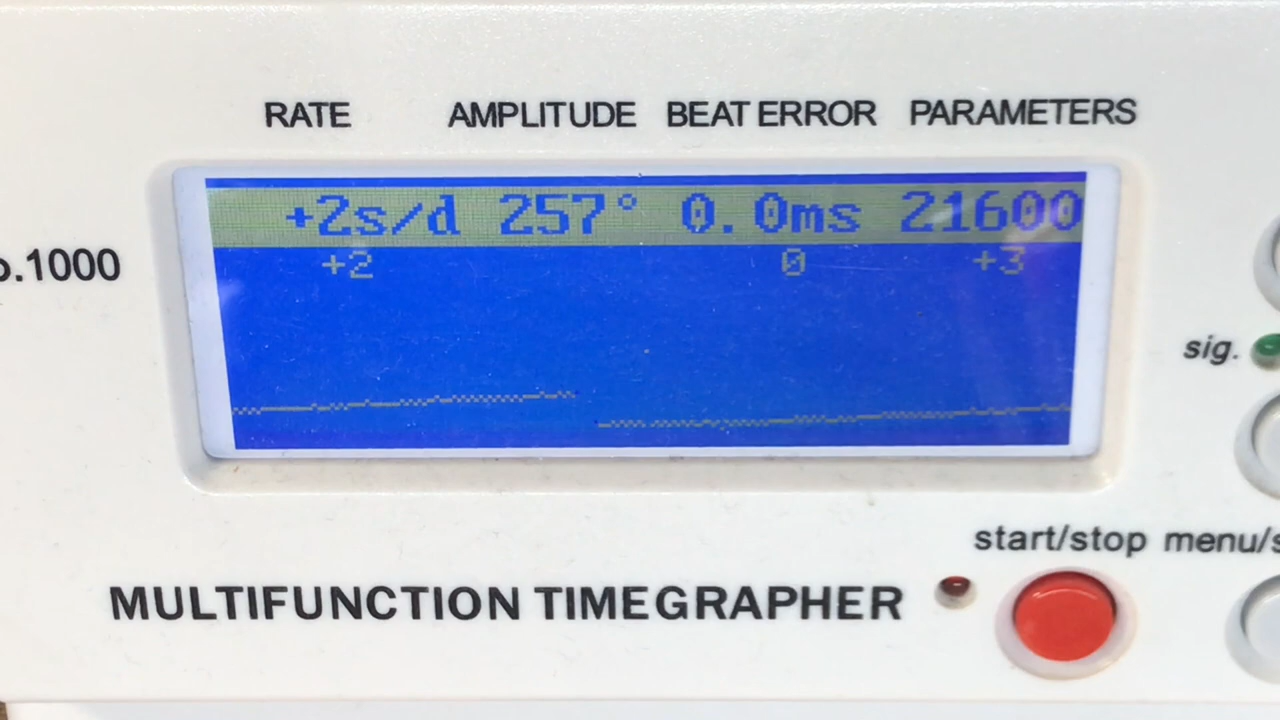 RATE AMPLITUDE BEAT ERROR PARAMETERS
+2s/d 257° 0.0ms 21600
+2 0 +3
.1000
sig.
start/stop menu/s
MULTIFUNCTION TIMEGRAPHER